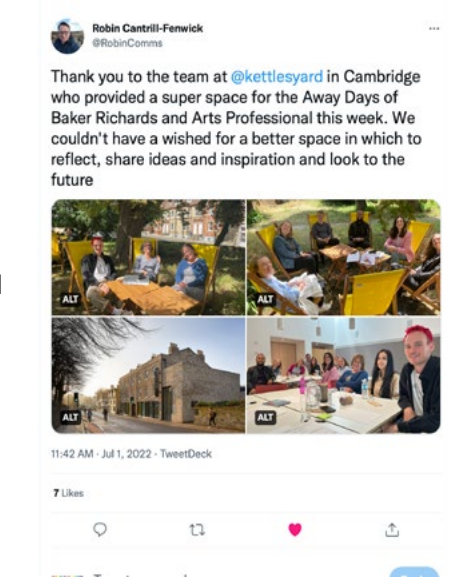 Robin Cantrill-Fenwick
@RobinComms
Thank you to the team at @kettlesyard in Cambridge
who provided a super space for the Away Days of
Baker Richards and Arts Professional this week. We
couldn't have a wished for a better space in which to
reflect, share ideas and inspiration and look to the
future
ALT
ALT
ALT
ALT
11:42 AM · Jul 1, 2022 · TweetDeck
7 Likes